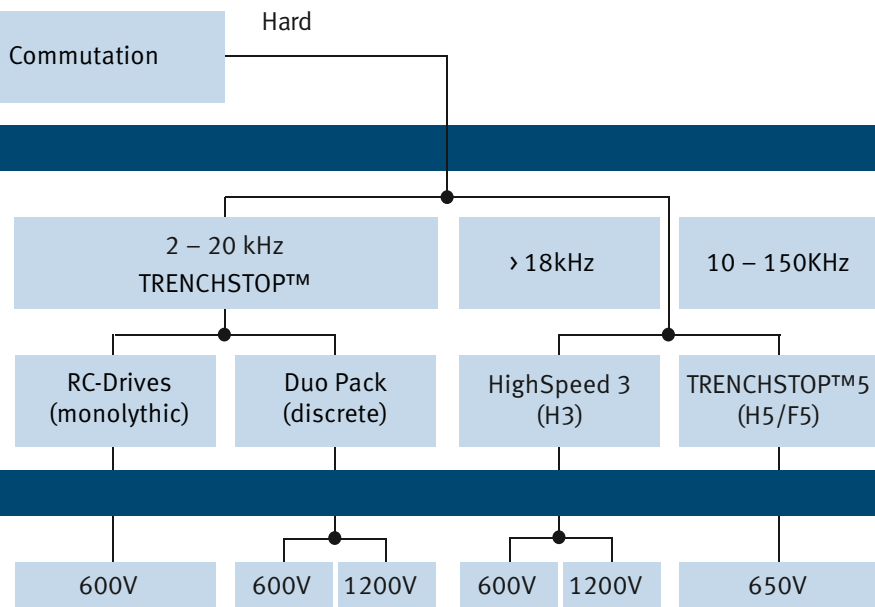 Hard
Commutation
2 – 20 kHz
TRENCHSTOP™
> 18kHz
10 – 150KHz
RC-Drives
(monolythic)
Duo Pack
(discrete)
HighSpeed 3
(H3)
TRENCHSTOP™5
(H5/F5)
600V
600V
1200V
600V
1200V
650V